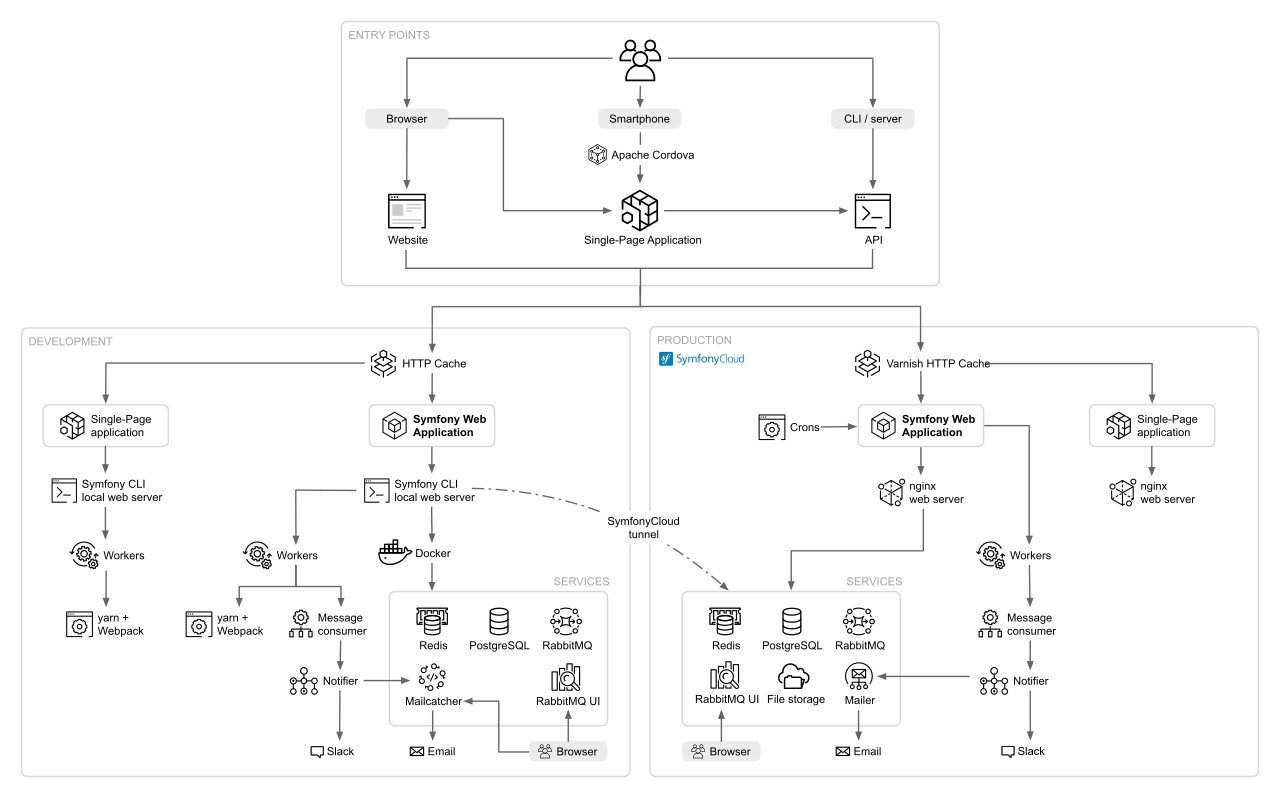 ENTRY POINTS
Browser
Smartphone
CLI / server
Apache Cordova
Website
Single-Page Application
API
DEVELOPMENT
HTTP Cache
Single-Page
application
Symfony Web
Application
Symfony CLI
local web server
Symfony CLI
local web server
Workers
Workers
Docker
yarn +
Webpack
yarn +
Webpack
Message
consumer
Notifier
Slack
SERVICES
Redis
PostgreSQL
RabbitMQ
Mailcatcher
RabbitMQ UI
Email
Browser
SymfonyCloud
tunnel
PRODUCTION
sf SymfonyCloud
Varnish HTTP Cache
Crons
Symfony Web
Application
Single-Page
application
nginx
web server
nginx
web server
Workers
Message
consumer
Notifier
Slack
SERVICES
Redis
PostgreSQL
RabbitMQ
RabbitMQ UI
File storage
Mailer
Browser
Email